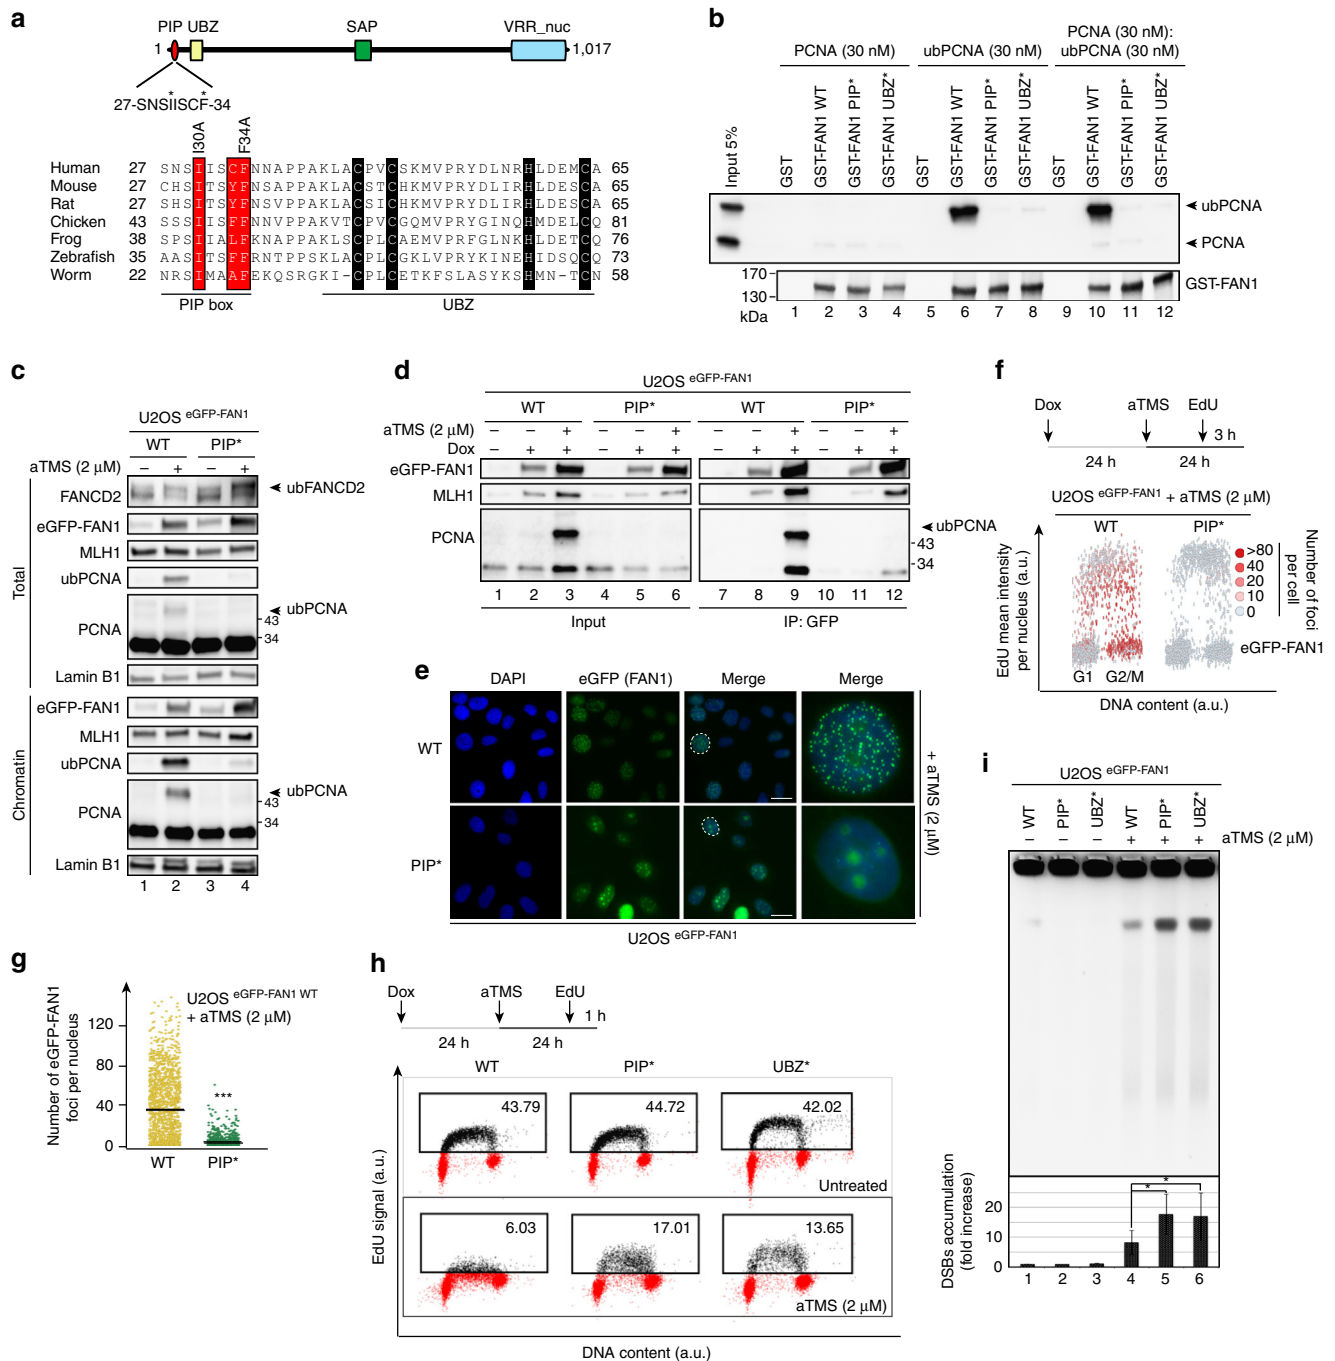 a
PIP UBZ SAP VRR_nuc
1 1,017
* *
27-SNSIISCF-34
I30A F34A
Human 27 SNSIISCFNNAPPAKLACPVCSKMVPRYDLNRHLDEMCA 65
Mouse 27 CHSITSYFNNAPPAKLACSTCHKMVPRYDLNRHLDESCA 65
Rat 27 SHSITSYFNNAPPAKLACSICHKMVPRYDLNRHLDESCA 65
Chicken 43 SSSIISFFNNAPPAKVTCPVCGQMVPRYGINQHMDELCQ 81
Frog 38 SPSIIALFKNAPPAKLSCPLCAEMVPRFGLNKHLDETCQ 76
Zebrafish 35 AASITSFFRNTPPSKLACPLCGKLVPRYKINEHIDSQCQ 73
Worm 22 NRSIMAAFEKQSRGKI-CPLCETKFSLASYKSHMN-TCN 58
PIP box UBZ
b
PCNA (30 nM) ubPCNA (30 nM) PCNA (30 nM):
ubPCNA (30 nM)
Input 5% GST GST-FAN1 WT GST-FAN1 PIP* GST-FAN1 UBZ* GST GST-FAN1 WT GST-FAN1 PIP* GST-FAN1 UBZ* GST GST-FAN1 WT GST-FAN1 PIP* GST-FAN1 UBZ*
ubPCNA
PCNA
170
130
kDa
GST-FAN1
1 2 3 4 5 6 7 8 9 10 11 12
c
U2OS eGFP-FAN1
WT PIP*
aTMS (2 μM) − + − +
Total
FANCD2 ubFANCD2
eGFP-FAN1
MLH1
ubPCNA
PCNA ubPCNA
43
34
Lamin B1
Chromatin
eGFP-FAN1
MLH1
ubPCNA
PCNA ubPCNA
43
34
Lamin B1
1 2 3 4
d
U2OS eGFP-FAN1
WT PIP* WT PIP*
aTMS (2 μM) − − + − − + − − + − − +
Dox − + + − + + − + + − + +
eGFP-FAN1
MLH1
PCNA ubPCNA
43
34
1 2 3 4 5 6 7 8 9 10 11 12
Input IP: GFP
e
DAPI eGFP (FAN1) Merge Merge
WT
PIP*
+ aTMS (2 μM)
U2OS eGFP-FAN1
f
Dox aTMS EdU
3 h
24 h 24 h
U2OS eGFP-FAN1 + aTMS (2 μM)
WT PIP*
EdU mean intensity
per nucleus (a.u.)
>80
40
20
10
0
Number of foci
per cell
eGFP-FAN1
G1 G2/M
DNA content (a.u.)
g
U2OS eGFP-FAN1 WT
+ aTMS (2 μM)
Number of eGFP-FAN1
foci per nucleus
120
80
40
0
***
WT PIP*
h
Dox aTMS EdU
1 h
24 h 24 h
WT PIP* UBZ*
43.79 44.72 42.02
Untreated
6.03 17.01 13.65
aTMS (2 μM)
EdU signal (a.u.)
DNA content (a.u.)
i
U2OS eGFP-FAN1
WT PIP* UBZ* WT PIP* UBZ*
− − − + + + aTMS (2 μM)
DSBs accumulation
(fold increase)
20
10
0
* *
1 2 3 4 5 6